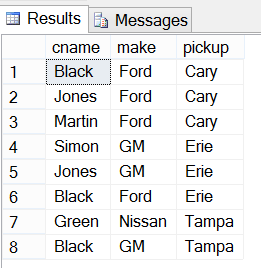 Results Messages
cname make pickup
1 Black Ford Cary
2 Jones Ford Cary
3 Martin Ford Cary
4 Simon GM Erie
5 Jones GM Erie
6 Black Ford Erie
7 Green Nissan Tampa
8 Black GM Tampa